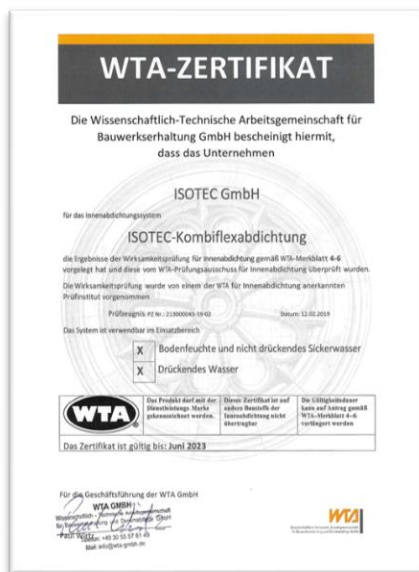 WTA-ZERTIFIKAT
Die Wissenschaftlich-Technische Arbeitsgemeinschaft für
Bauwerkserhaltung GmbH bescheinigt hiermit,
dass das Unternehmen
ISOTEC GmbH
für das Innenabdichtungssystem
ISOTEC-Kombiflexabdichtung
die Ergebnisse der Wirksamkeitsprüfung für Innenabdichtung gemäß WTA-Merkblatt 4-6
vorgelegt hat und diese vom WTA-Prüfungsausschuss für Innenabdichtung überprüft wurden.
Die Wirksamkeitsprüfung wurde von einem der WTA für Innenabdichtung anerkannten
Prüfinstitut vorgenommen
Prüfzeugnis: Datum: 12.02.2019
Das System ist verwendbar im Einsatzbereich
X Bodenfeuchte und nicht drückendes Sickerwasser
X Drückendes Wasser
WTA
Das Produkt darf mit der
Dienstleistungs Marke
gekennzeichnet werden.
Dieses Zertifikat ist auf
andere Baustoffe der
Innenabdichtung nicht
übertragbar
Die Gültigkeitsdauer
kann auf Antrag gemäß
WTA-Merkblatt 4-6
verlängert werden
Das Zertifikat ist gültig bis: Juni 2023
Für die Geschäftsführung der WTA GmbH
WTA GMBH
Paul Wirtz
Mail: info@wta-gmbh.de
WTA